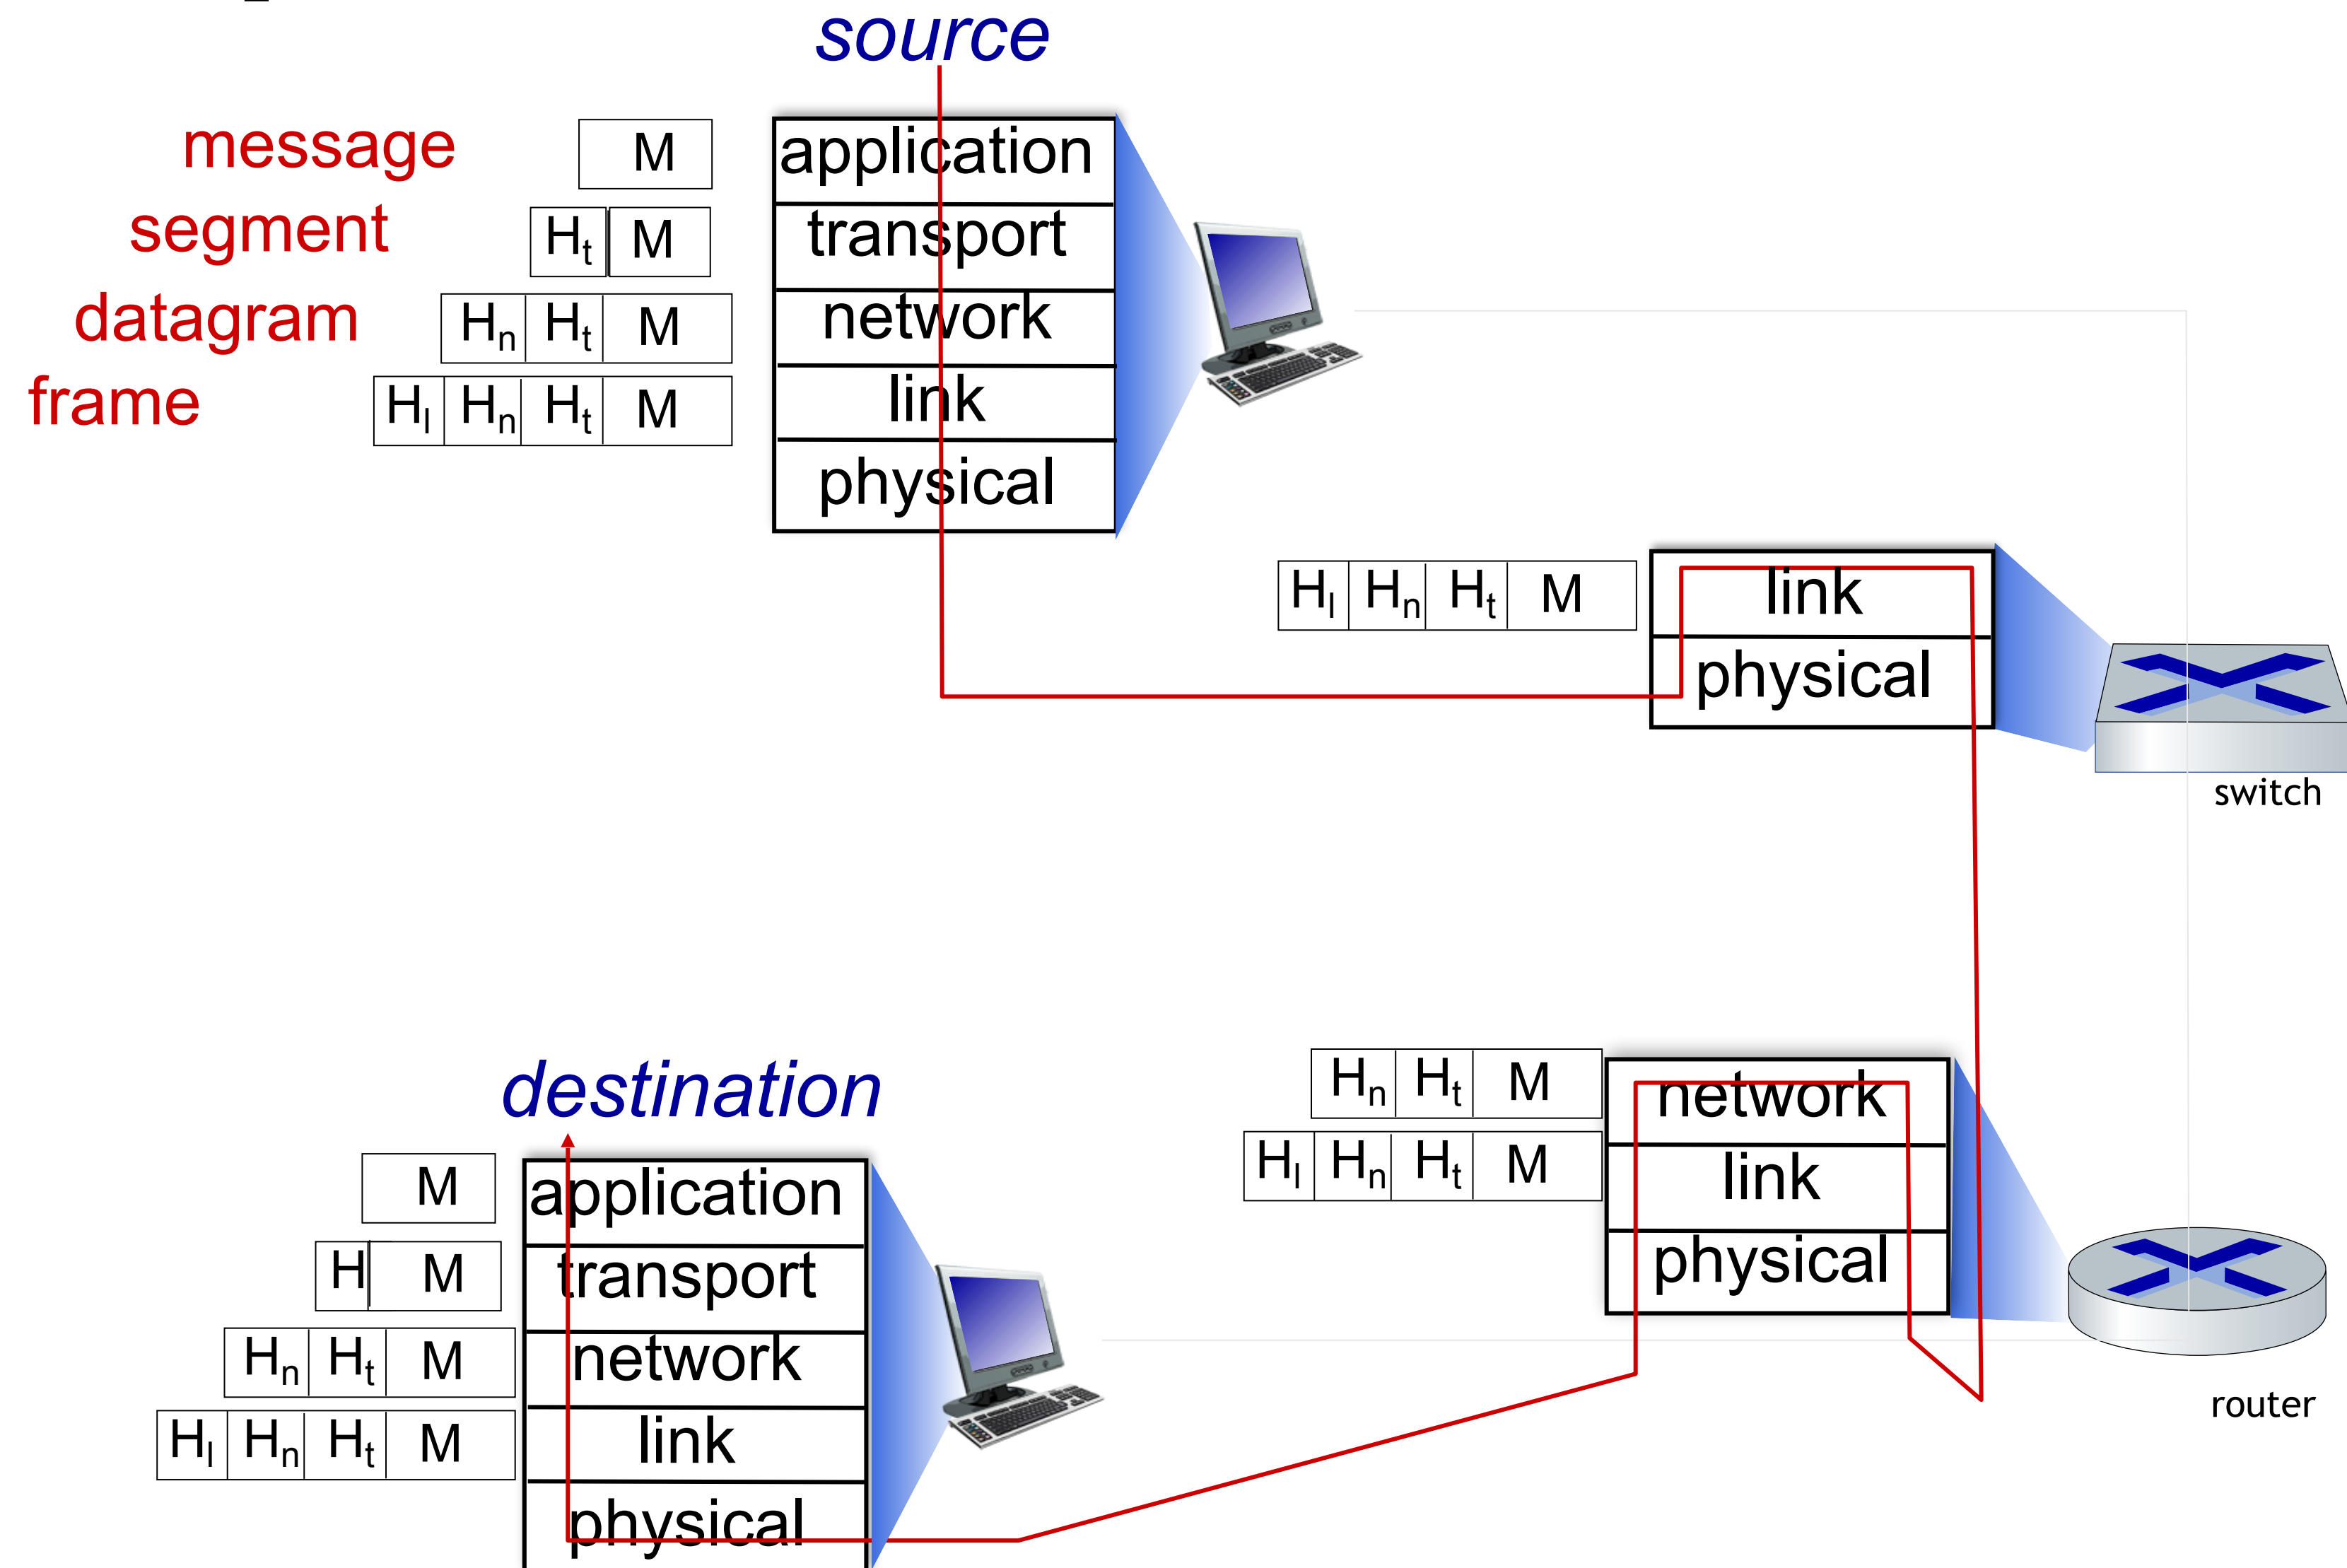 source
message M application
segment Ht M transport
datagram Hn Ht M network
frame Hl Hn Ht M link
physical
Hl Hn Ht M link
physical
switch
destination
Hn Ht M network
Hl Hn Ht M link
physical
M application
H M transport
Hn Ht M network
Hl Hn Ht M link
physical
router